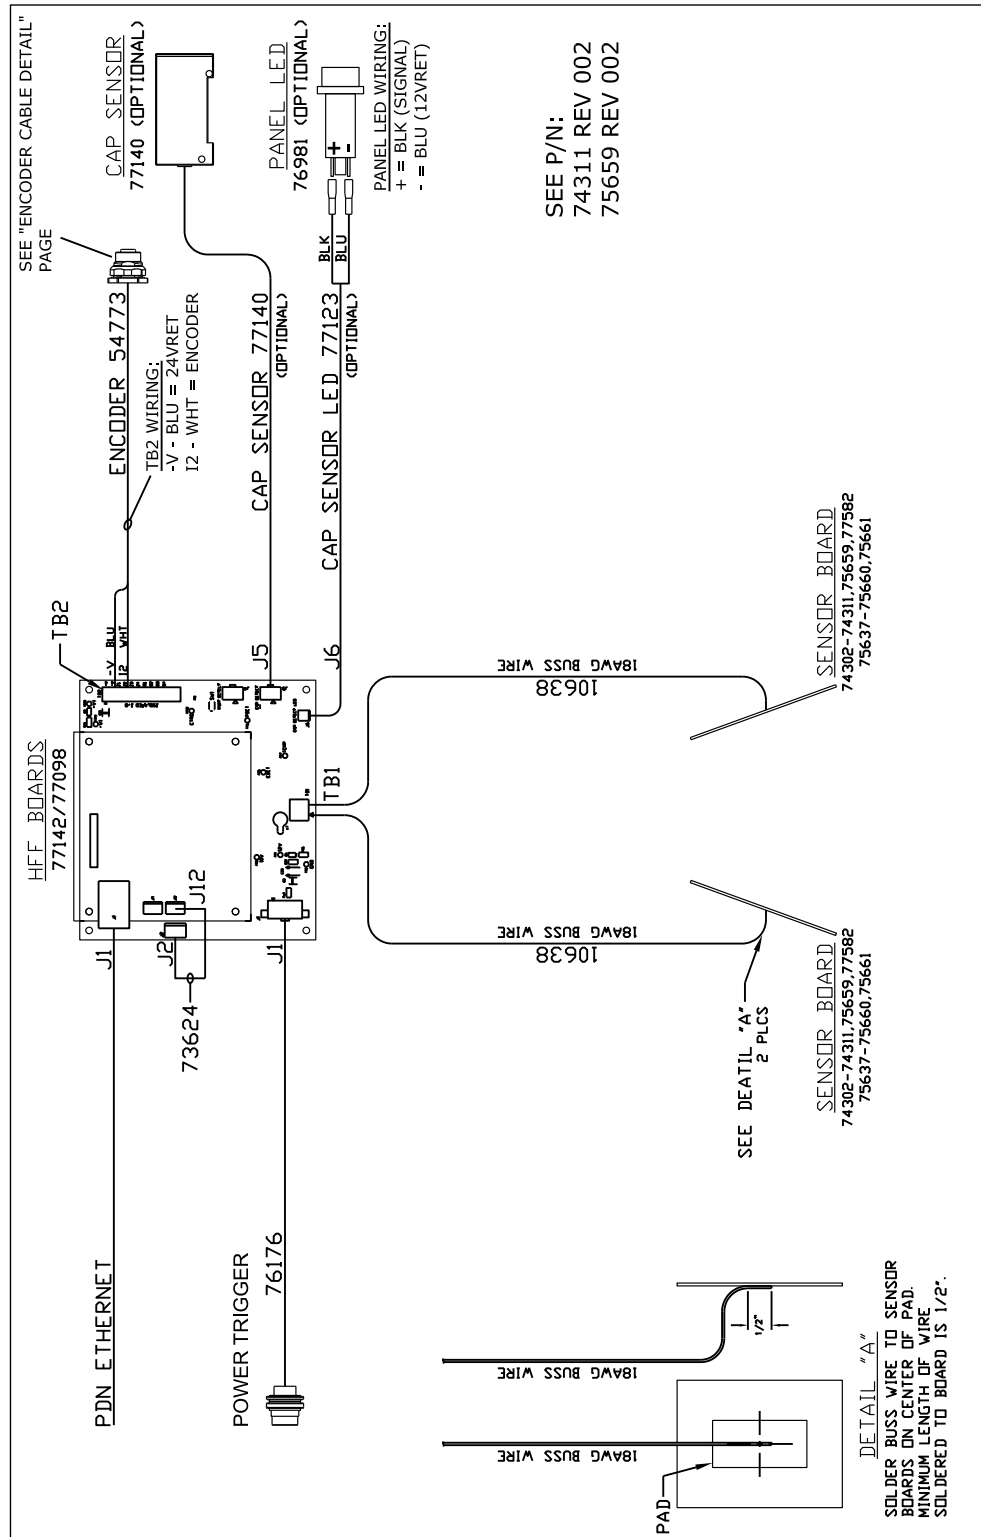 SEE "ENCODER CABLE DETAIL"
PAGE
CAP SENSOR
77140 (OPTIONAL)
PANEL LED
76981 (OPTIONAL)
PANEL LED WIRING:
+ = BLK (SIGNAL)
- = BLU (12VRET)
+
-
SEE P/N:
74311 REV 002
75659 REV 002
ENCODER 54773
TB2 WIRING:
-V - BLU = 24VRET
I2 - WHT = ENCODER
CAP SENSOR 77140
(OPTIONAL)
CAP SENSOR LED 77123
(OPTIONAL)
BLK
BLU
TB2
-V BLU
12 WHT
J5
J6
HFF BOARDS
77142/77098
TB1
J12
J1
J2
J1
73624
PDN ETHERNET
POWER TRIGGER
76176
18AWG BUSS WIRE
10638
18AWG BUSS WIRE
10638
SENSOR BOARD
74302-74311,75659,77582
75637-75660,75661
SENSOR BOARD
74302-74311,75659,77582
75637-75660,75661
SEE DEATIL "A"
2 PLCS
18AWG BUSS WIRE
1/2"
18AWG BUSS WIRE
PAD
DETAIL "A"
SOLDER BUSS WIRE TO SENSOR
BOARDS ON CENTER OF PAD.
MINIMUM LENGTH OF WIRE
SOLDERED TO BOARD IS 1/2".